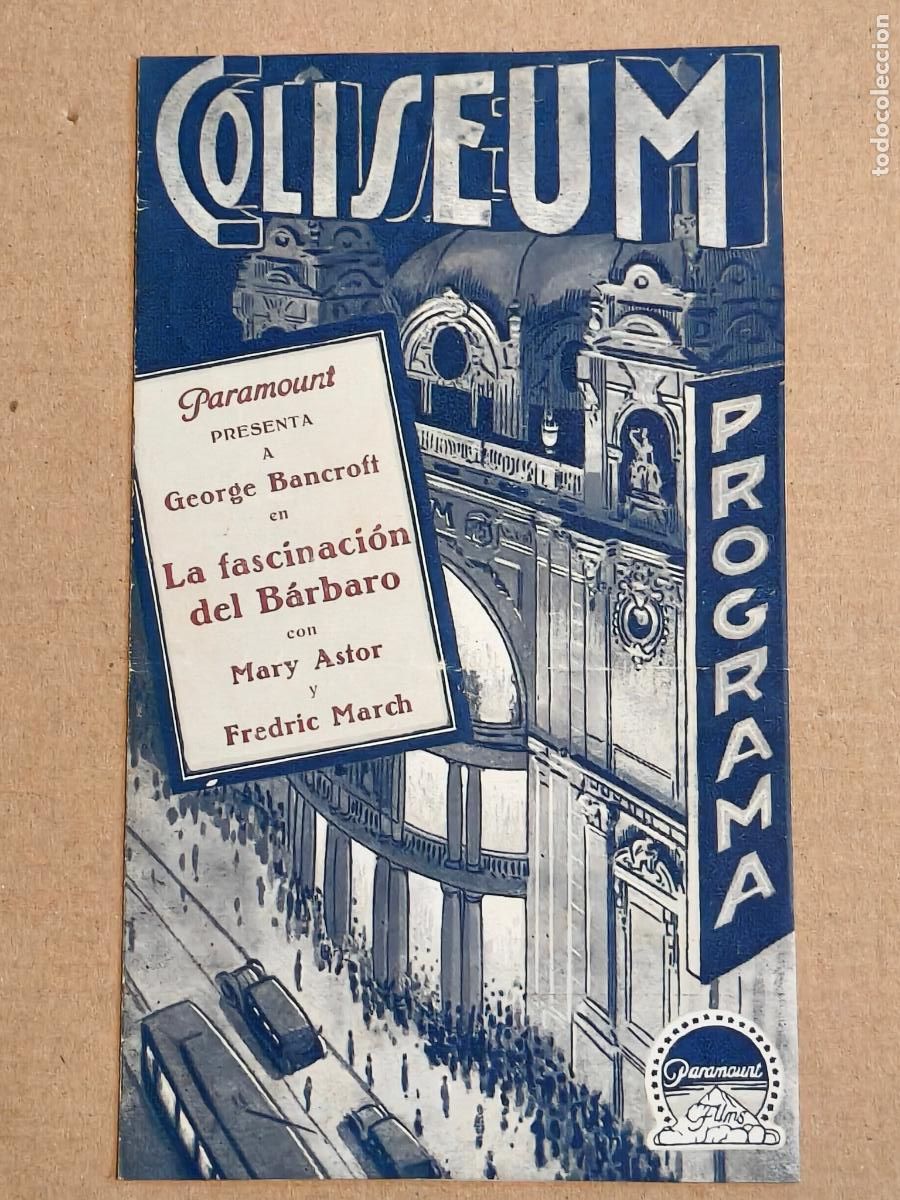 COLISEUM
Paramount
PRESENTA
A
George Bancroft
en
La fascinación
del Bárbaro
con
Mary Astor
y
Fredric March
PROGRAMA
Paramount
Films
todocoleccion